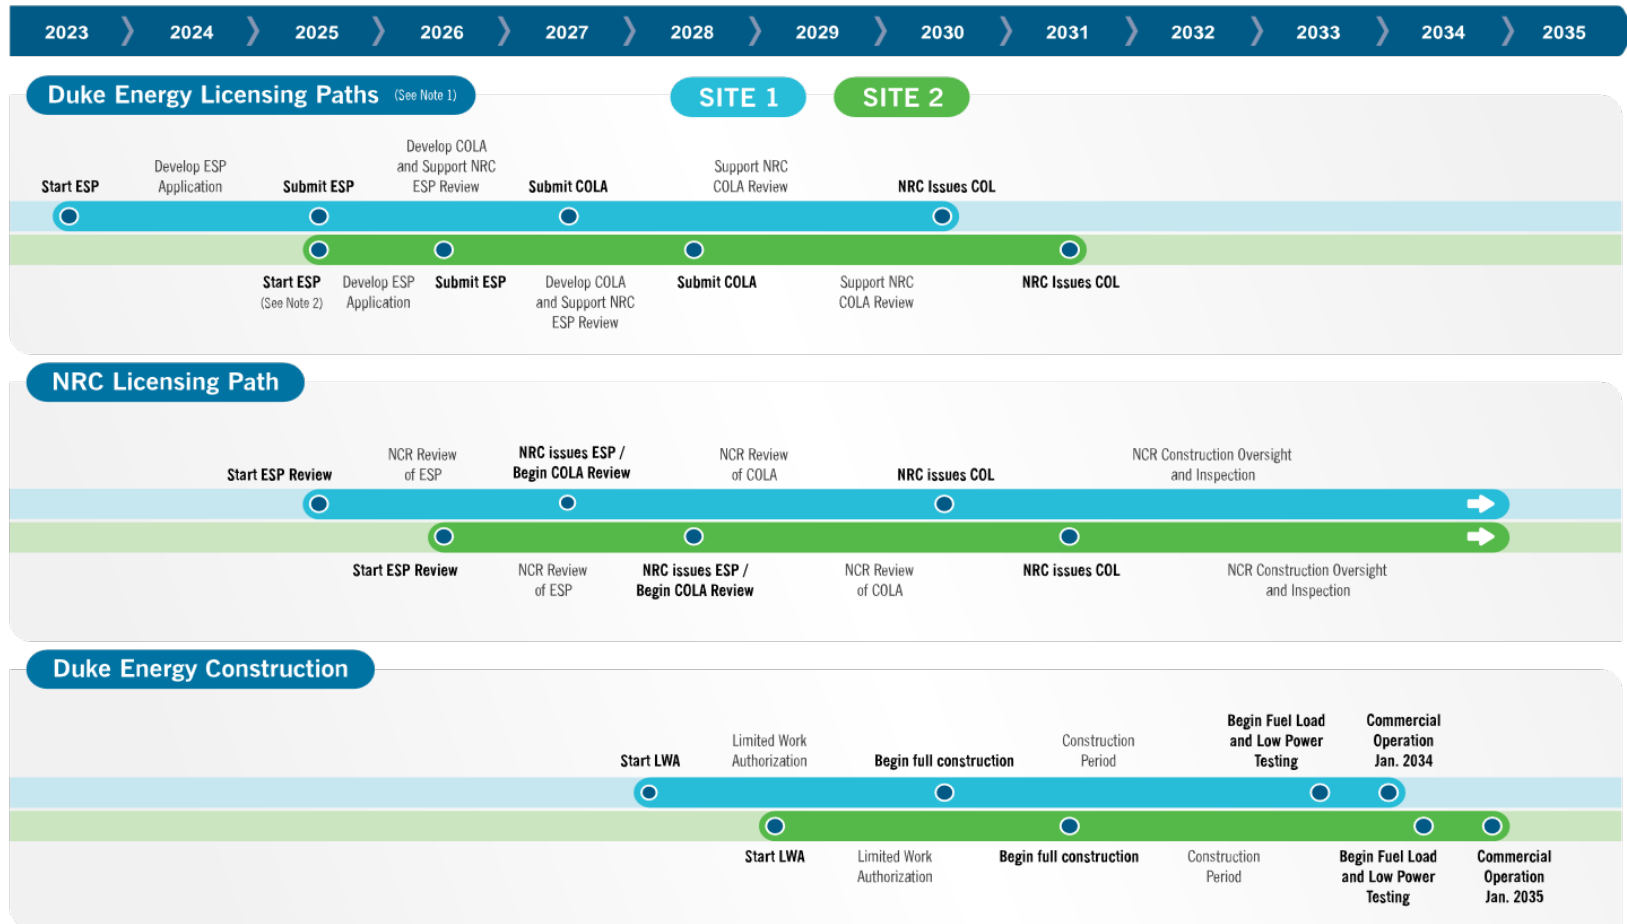 2023 2024 2025 2026 2027 2028 2029 2030 2031 2032 2033 2034 2035
Duke Energy Licensing Paths (See Note 1)
SITE 1
SITE 2
Start ESP
Develop ESP
Application
Submit ESP
Develop COLA
and Support NRC
ESP Review
Submit COLA
Support NRC
COLA Review
NRC Issues COL
Start ESP
(See Note 2)
Develop ESP
Application
Submit ESP
Develop COLA
and Support NRC
ESP Review
Submit COLA
Support NRC
COLA Review
NRC Issues COL
NRC Licensing Path
Start ESP Review
NCR Review
of ESP
NRC issues ESP /
Begin COLA Review
NCR Review
of COLA
NRC issues COL
NCR Construction Oversight
and Inspection
Start ESP Review
NCR Review
of ESP
NRC issues ESP /
Begin COLA Review
NCR Review
of COLA
NRC issues COL
NCR Construction Oversight
and Inspection
Duke Energy Construction
Start LWA
Limited Work
Authorization
Begin full construction
Construction
Period
Begin Fuel Load
and Low Power
Testing
Commercial
Operation
Jan. 2034
Start LWA
Limited Work
Authorization
Begin full construction
Construction
Period
Begin Fuel Load
and Low Power
Testing
Commercial
Operation
Jan. 2035